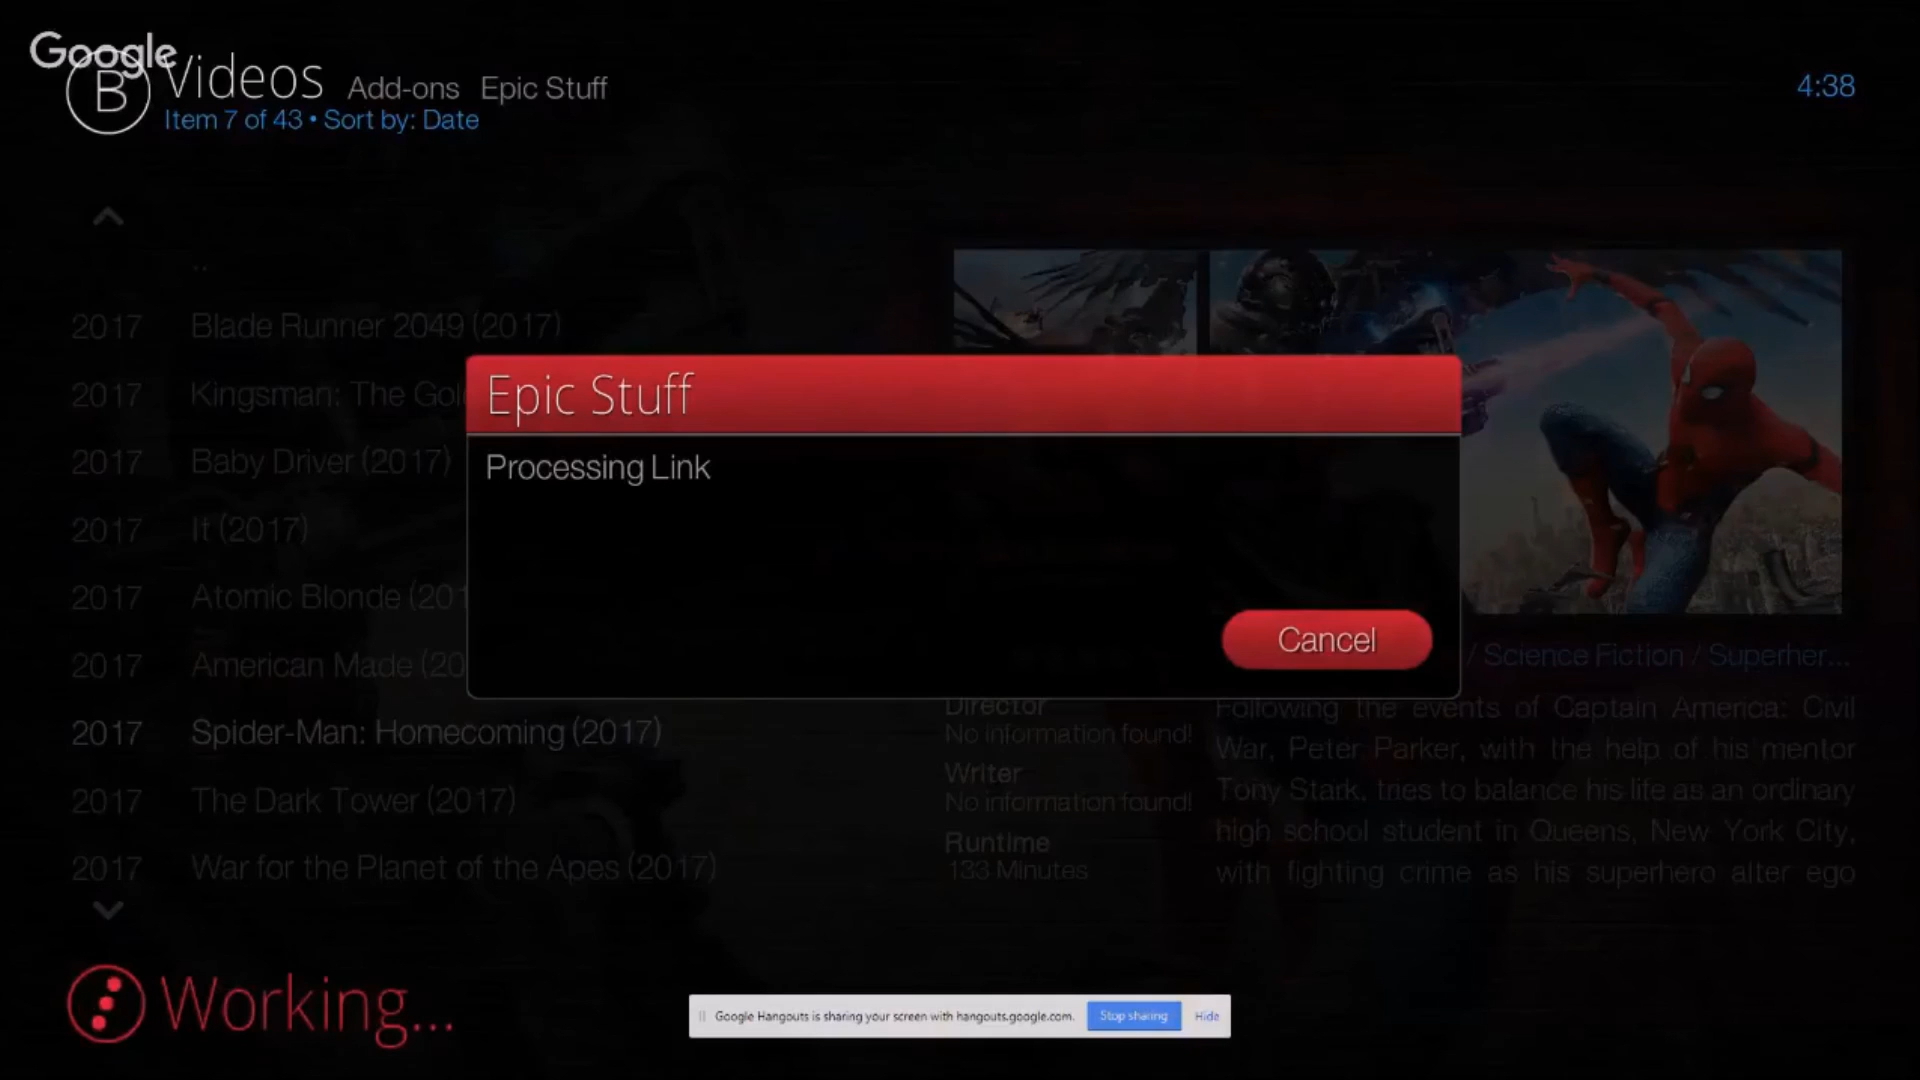 Google
B
Videos Add-ons Epic Stuff
4:38
Item 7 of 43 • Sort by: Date
..
2017 Blade Runner 2049 (2017)
2017 Kingsman: The Gol
2017 Baby Driver (2017)
2017 It (2017)
2017 Atomic Blonde (201
2017 American Made (20
2017 Spider-Man: Homecoming (2017)
2017 The Dark Tower (2017)
2017 War for the Planet of the Apes (2017)
Epic Stuff
Processing Link
Cancel
/ Science Fiction / Superher...
Director
No information found!
Writer
No information found!
Runtime
133 Minutes
Following the events of Captain America: Civil
War, Peter Parker, with the help of his mentor
Tony Stark, tries to balance his life as an ordinary
high school student in Queens, New York City,
with fighting crime as his superhero alter ego
Working...
Google Hangouts is sharing your screen with hangouts.google.com. Stop sharing Hide